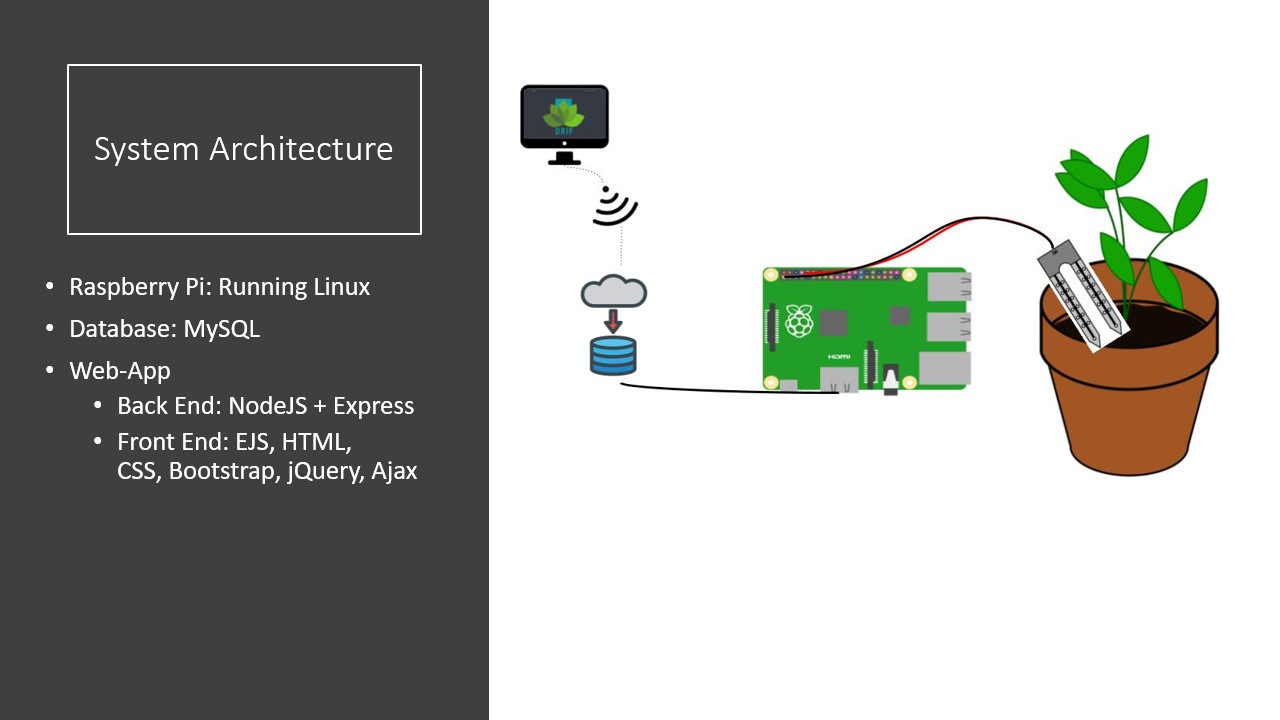 System Architecture
• Raspberry Pi: Running Linux
• Database: MySQL
• Web-App
• Back End: NodeJS + Express
• Front End: EJS, HTML,
CSS, Bootstrap, jQuery, Ajax
DRIP
HDMI